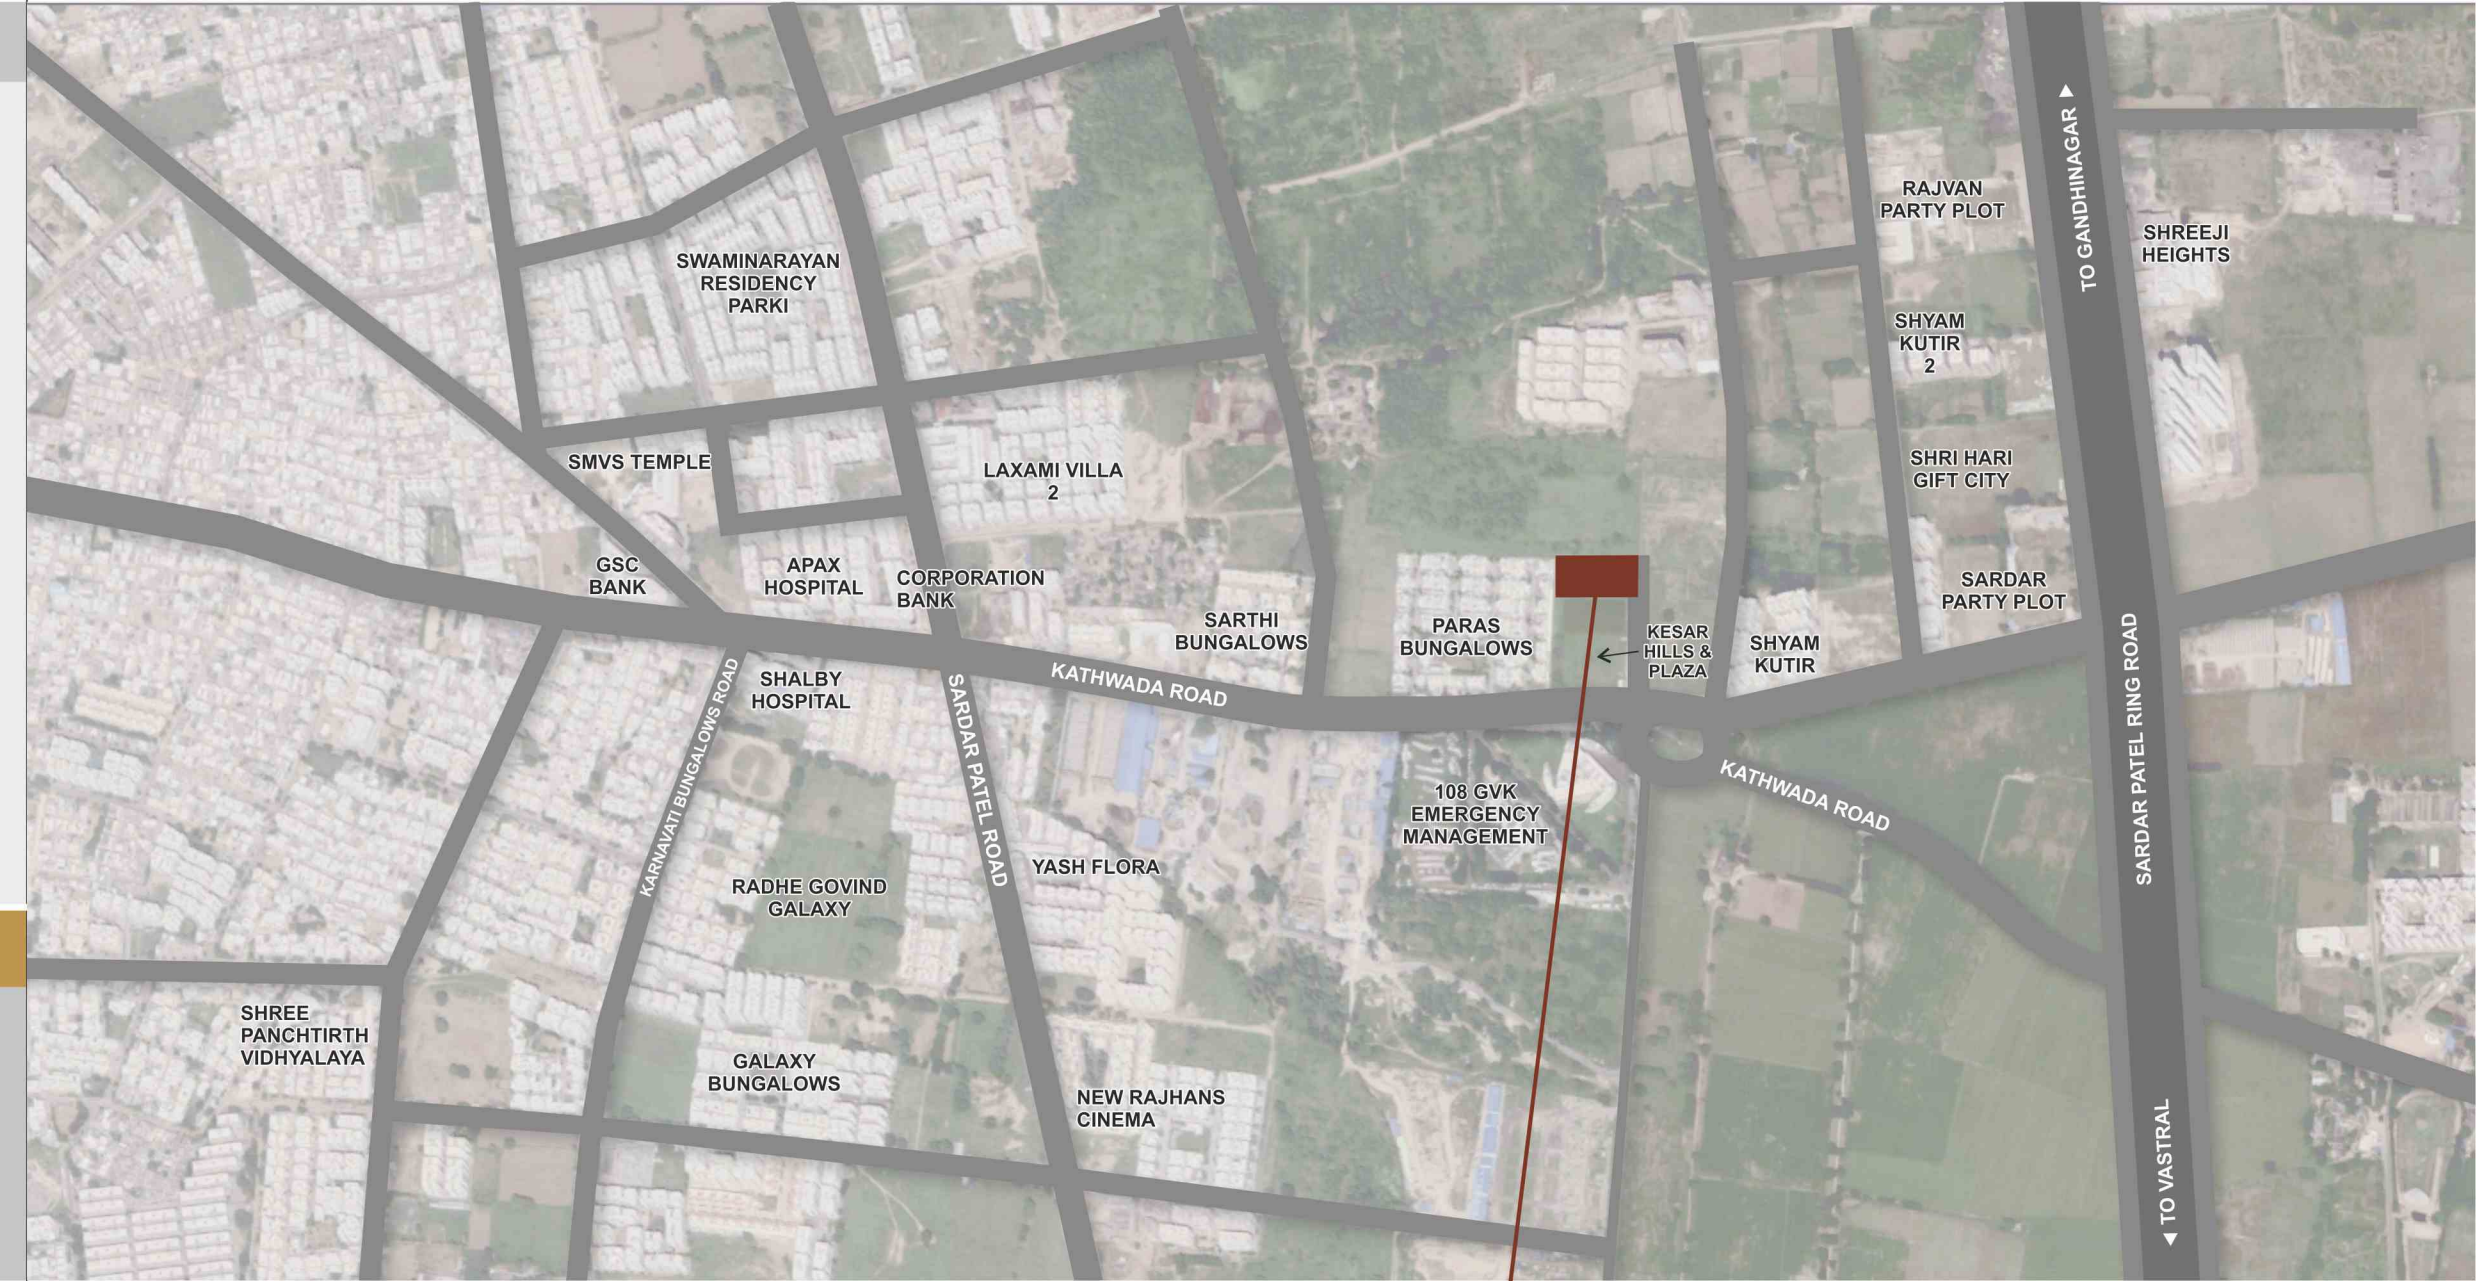 TO GANDHINAGAR
RAJVAN
PARTY PLOT
SHREEJI
HEIGHTS
SWAMINARAYAN
RESIDENCY
PARKI
SHYAM
KUTIR
2
SMVS TEMPLE
LAXAMI VILLA
2
SHRI HARI
GIFT CITY
GSC
BANK
APAX
HOSPITAL
CORPORATION
BANK
SARTHI
BUNGALOWS
PARAS
BUNGALOWS
KESAR
HILLS &
PLAZA
SHYAM
KUTIR
SARDAR
PARTY PLOT
KATHWADA ROAD
SHALBY
HOSPITAL
KARNAVATI BUNGALOWS ROAD
SARDAR PATEL ROAD
108 GVK
EMERGENCY
MANAGEMENT
KATHWADA ROAD
SARDAR PATEL RING ROAD
YASH FLORA
RADHE GOVIND
GALAXY
SHREE
PANCHTIRTH
VIDHYALAYA
GALAXY
BUNGALOWS
NEW RAJHANS
CINEMA
TO VASTRAL